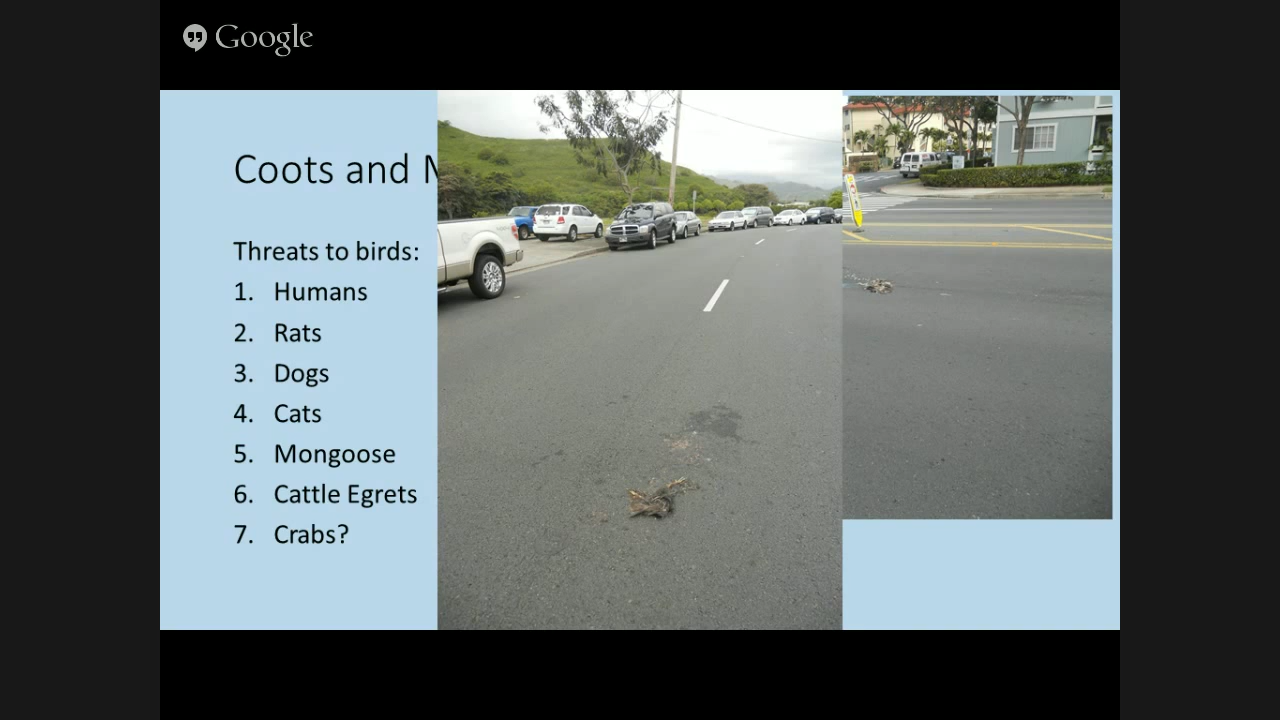 Google
Coots and
Threats to birds:
1. Humans
2. Rats
3. Dogs
4. Cats
5. Mongoose
6. Cattle Egrets
7. Crabs?